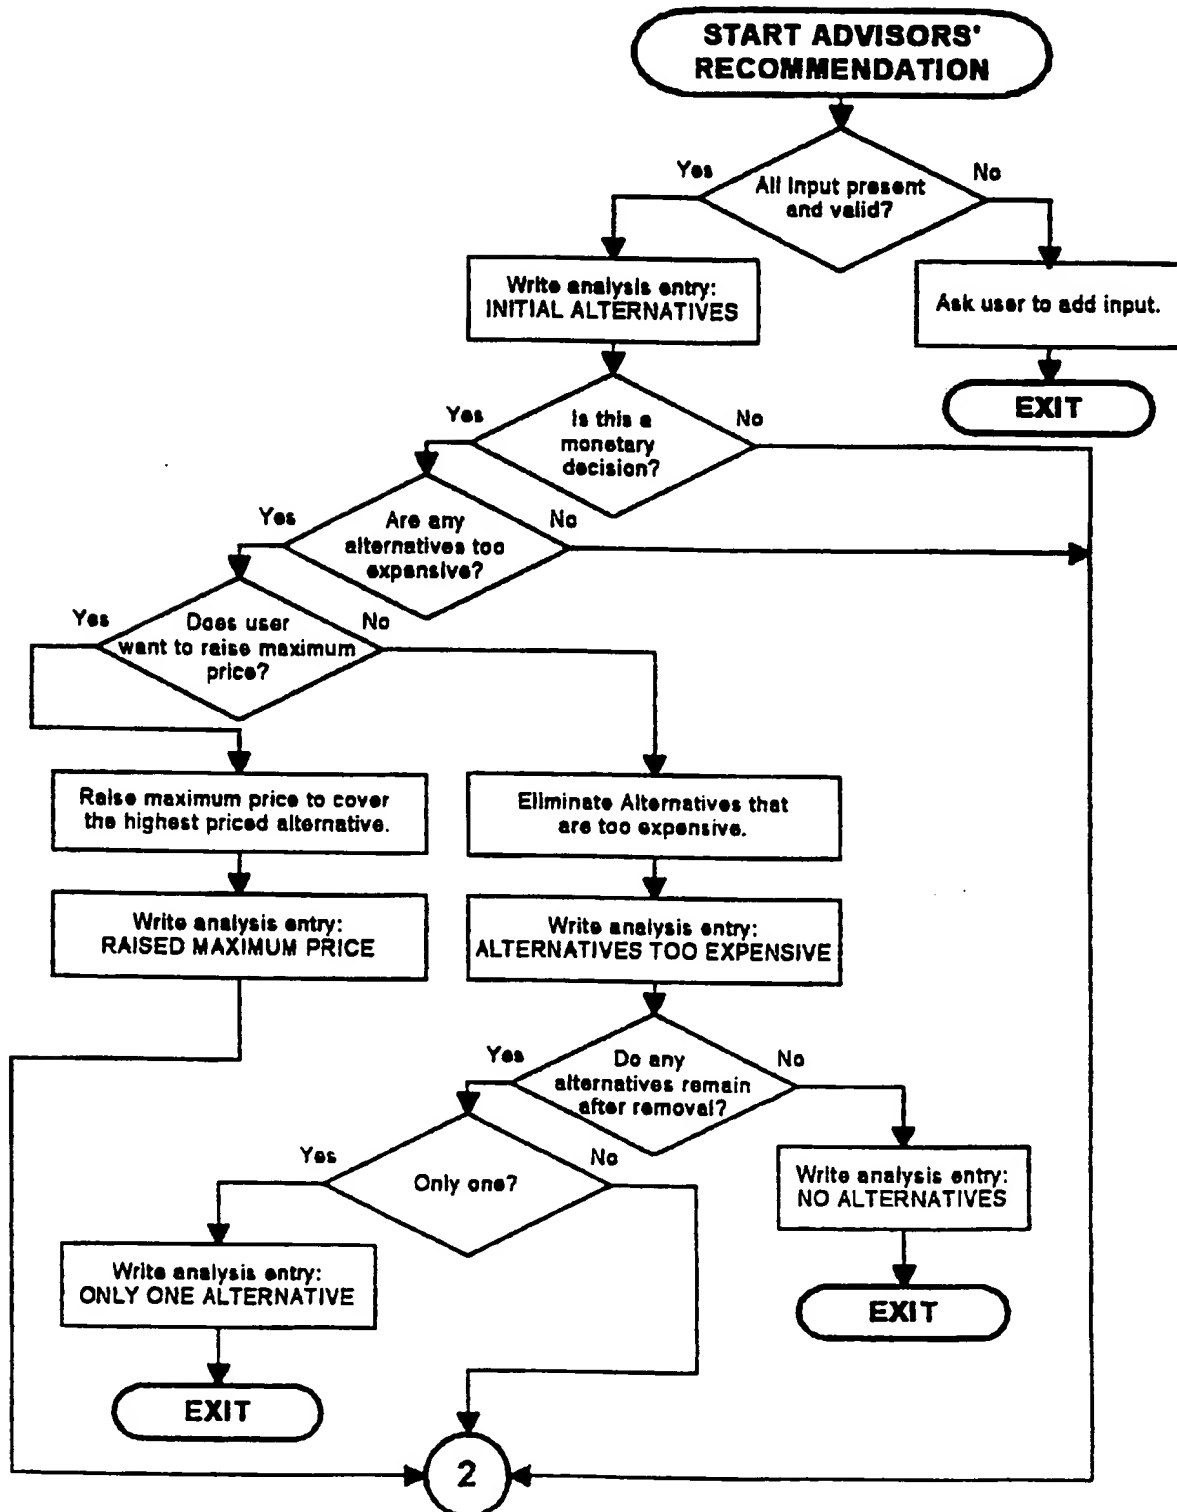 START ADVISORS'
RECOMMENDATION
Yes
No
All input present
and valid?
Write analysis entry:
INITIAL ALTERNATIVES
Ask user to add input.
EXIT
Yes
No
Is this a
monetary
decision?
Yes
No
Are any
alternatives too
expensive?
Yes
No
Does user
want to raise maximum
price?
Raise maximum price to cover
the highest priced alternative.
Eliminate Alternatives that
are too expensive.
Write analysis entry:
RAISED MAXIMUM PRICE
Write analysis entry:
ALTERNATIVES TOO EXPENSIVE
Yes
No
Do any
alternatives remain
after removal?
Yes
No
Only one?
Write analysis entry:
NO ALTERNATIVES
Write analysis entry:
ONLY ONE ALTERNATIVE
EXIT
EXIT
2